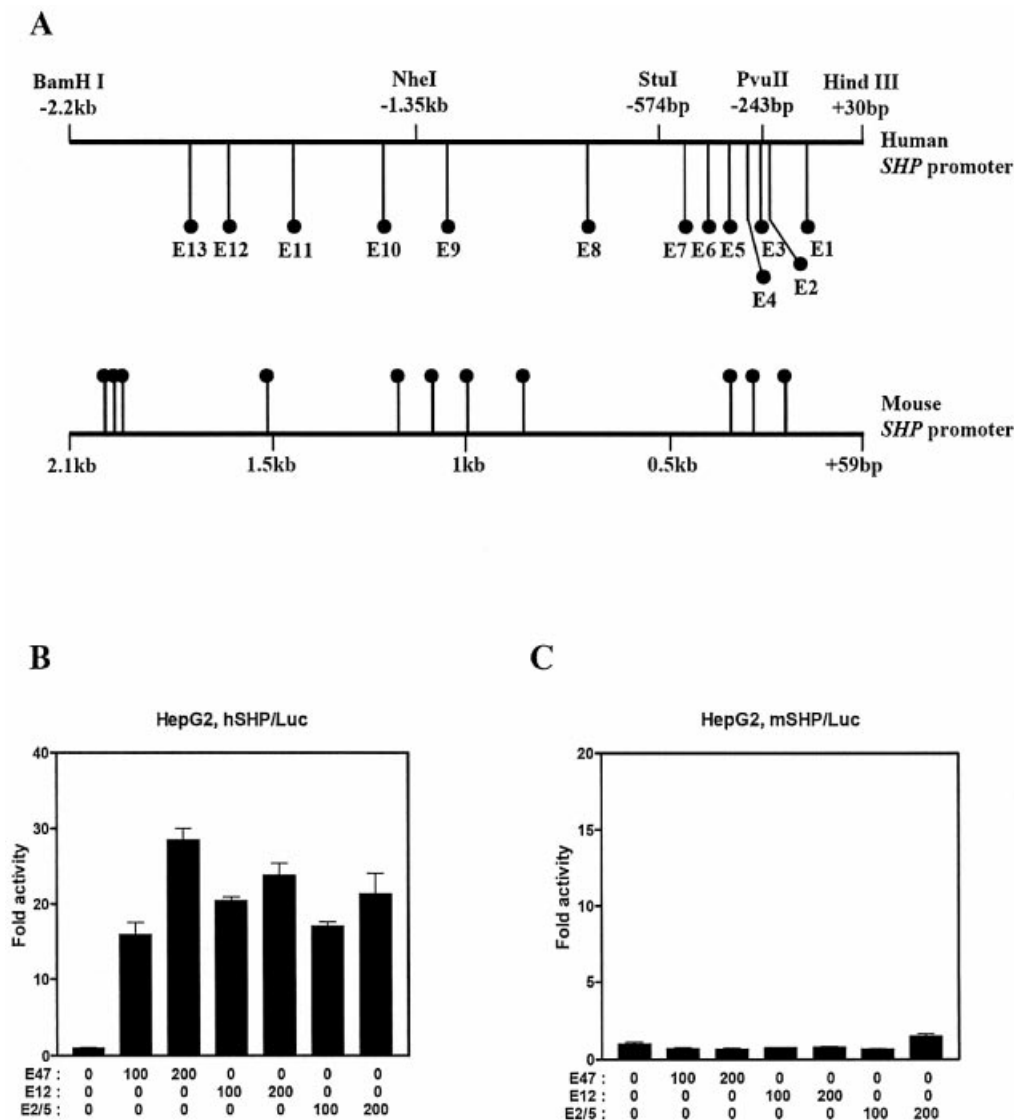 A
BamH I NheI StuI PvuII Hind III
-2.2kb -1.35kb -574bp -243bp +30bp
Human
SHP promoter
E13 E12 E11 E10 E9 E8 E7 E6 E5 E3 E1
E4 E2
Mouse
SHP promoter
2.1kb 1.5kb 1kb 0.5kb +59bp
B
HepG2, hSHP/Luc
Fold activity
40
30
20
10
0
E47 : 0 100 200 0 0 0 0
E12 : 0 0 0 100 200 0 0
E2/5 : 0 0 0 0 0 100 200
C
HepG2, mSHP/Luc
Fold activity
20
15
10
5
0
E47 : 0 100 200 0 0 0 0
E12 : 0 0 0 100 200 0 0
E2/5 : 0 0 0 0 0 100 200